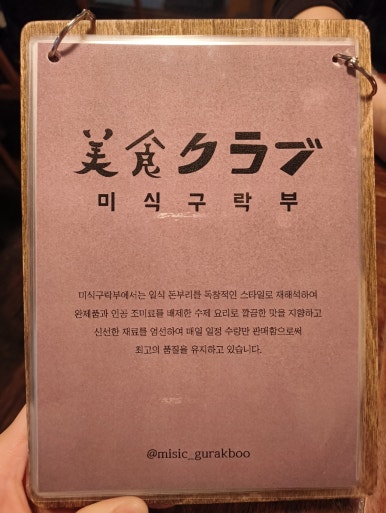 美食クラブ
미식구락부
미식구락부에서는 일식 돈부리를 독창적인 스타일로 재해석하여
완제품과 인공 조미료를 배제한 수제 요리로 깔끔한 맛을 지향하고
신선한 재료를 엄선하여 매일 일정 수량만 판매함으로써
최고의 품질을 유지하고 있습니다.
@misic_gurakboo